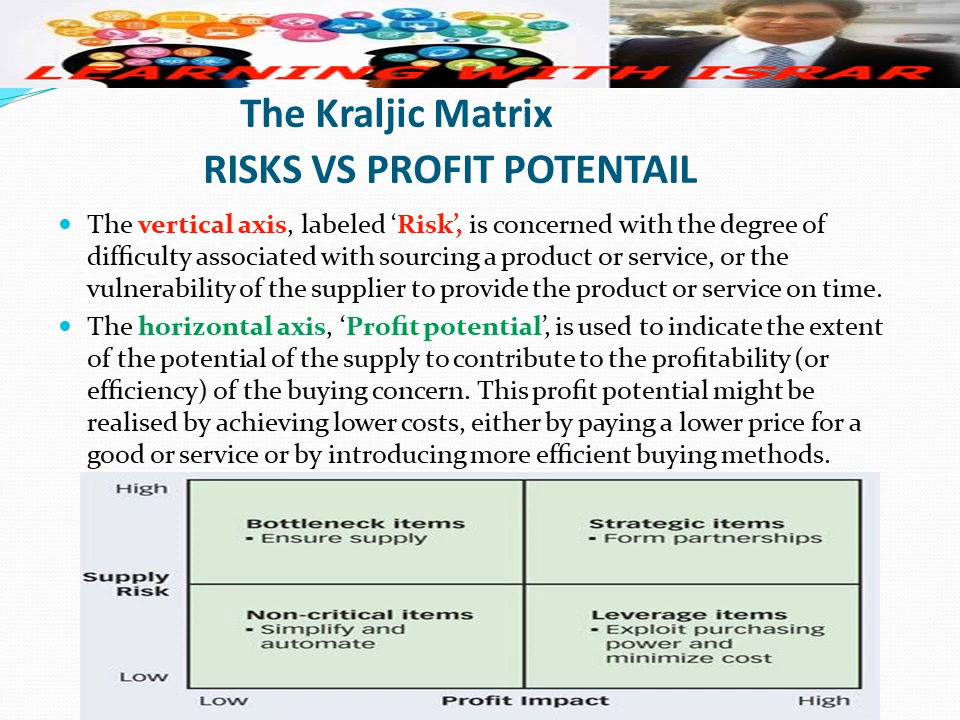 LEARNING WITH ISRAR
The Kraljic Matrix
RISKS VS PROFIT POTENTAIL
The vertical axis, labeled ‘Risk’, is concerned with the degree of
difficulty associated with sourcing a product or service, or the
vulnerability of the supplier to provide the product or service on time.
The horizontal axis, ‘Profit potential’, is used to indicate the extent
of the potential of the supply to contribute to the profitability (or
efficiency) of the buying concern. This profit potential might be
realised by achieving lower costs, either by paying a lower price for a
good or service or by introducing more efficient buying methods.
High
Bottleneck items
▪ Ensure supply
Strategic items
▪ Form partnerships
Supply
Risk
Non-critical items
▪ Simplify and
automate
Leverage items
▪ Exploit purchasing
power and
minimize cost
Low
Low
Profit Impact
High